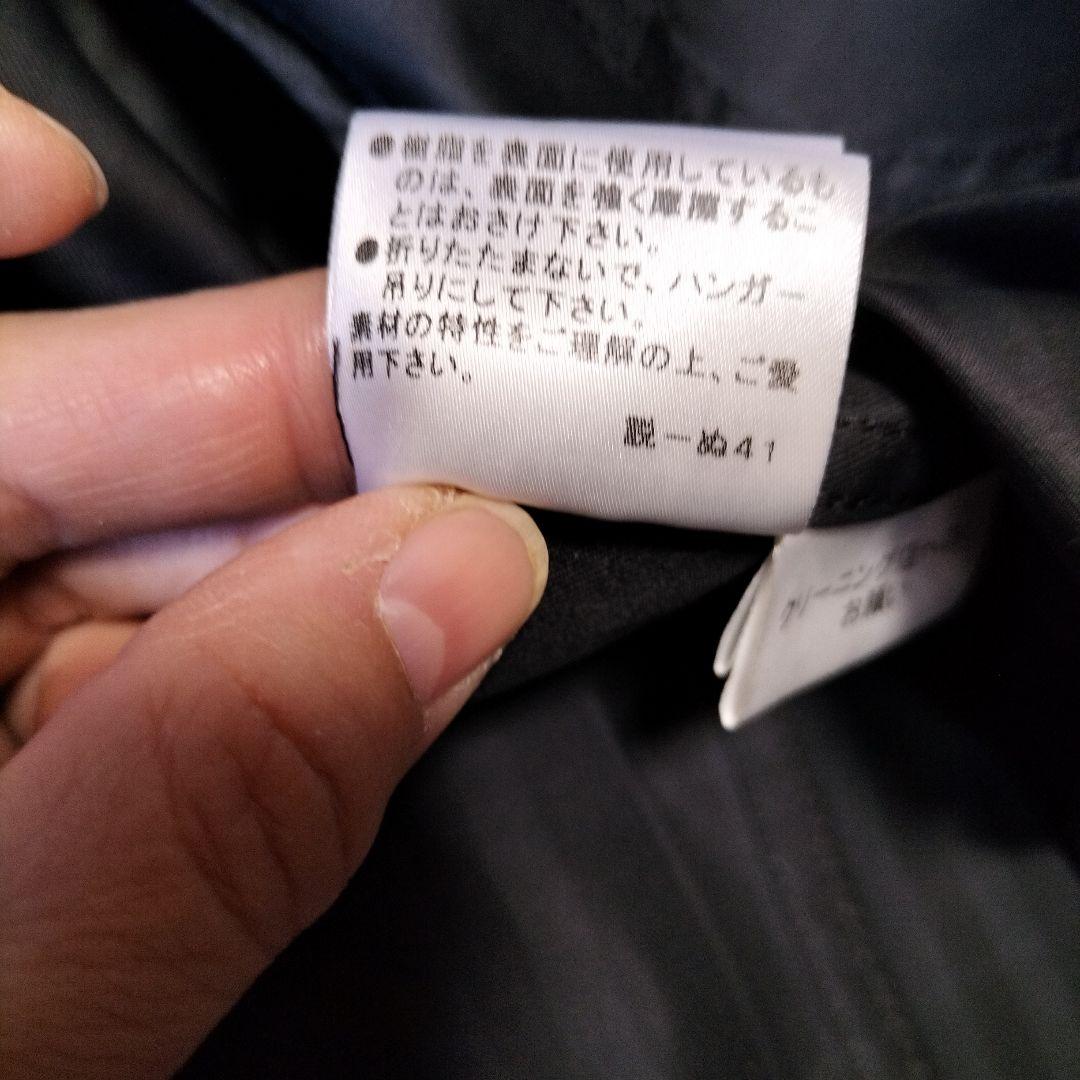 ●樹脂を表面に使用しているも
のは、表面を強く摩擦するこ
とはおさけ下さい。
●折りたたまないで、ハンガー
吊りにして下さい。
素材の特性をご理解の上、ご愛
用下さい。
説－ぬ41
クリーニング
お願い